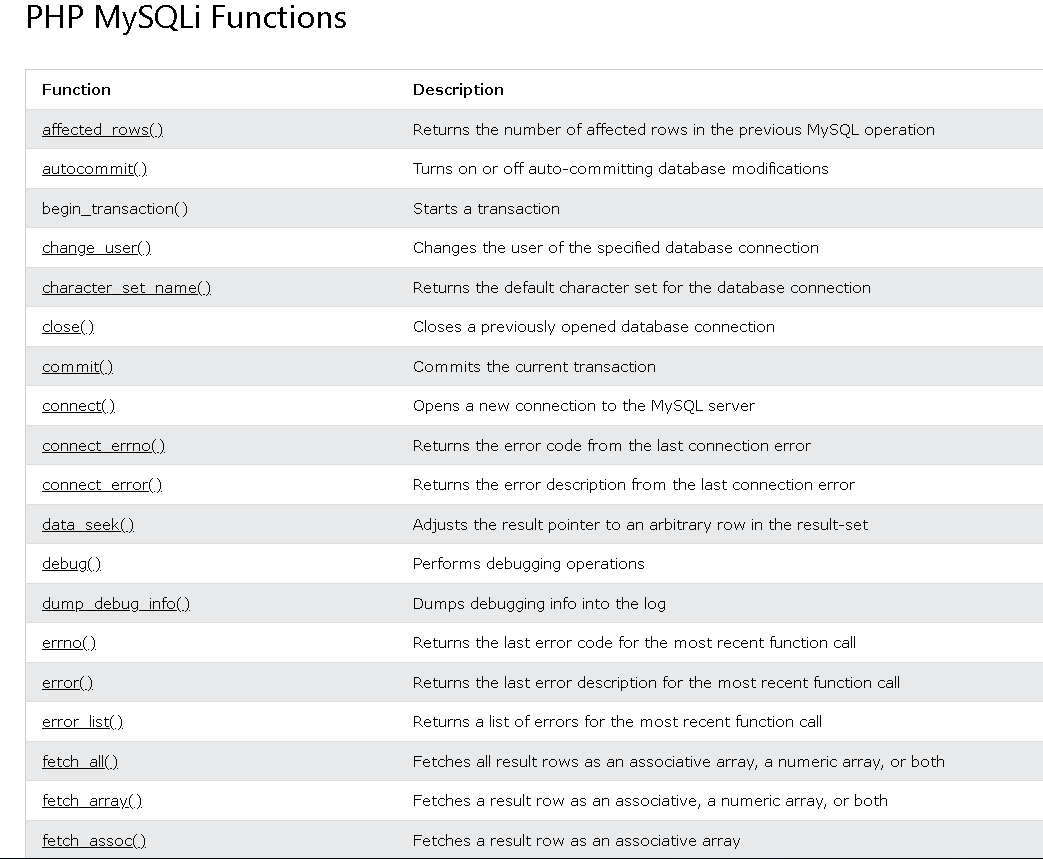 PHP MySQLi Functions
Function Description
affected_rows() Returns the number of affected rows in the previous MySQL operation
autocommit() Turns on or off auto-committing database modifications
begin_transaction() Starts a transaction
change_user() Changes the user of the specified database connection
character_set_name() Returns the default character set for the database connection
close() Closes a previously opened database connection
commit() Commits the current transaction
connect() Opens a new connection to the MySQL server
connect_errno() Returns the error code from the last connection error
connect_error() Returns the error description from the last connection error
data_seek() Adjusts the result pointer to an arbitrary row in the result-set
debug() Performs debugging operations
dump_debug_info() Dumps debugging info into the log
errno() Returns the last error code for the most recent function call
error() Returns the last error description for the most recent function call
error_list() Returns a list of errors for the most recent function call
fetch_all() Fetches all result rows as an associative array, a numeric array, or both
fetch_array() Fetches a result row as an associative, a numeric array, or both
fetch_assoc() Fetches a result row as an associative array